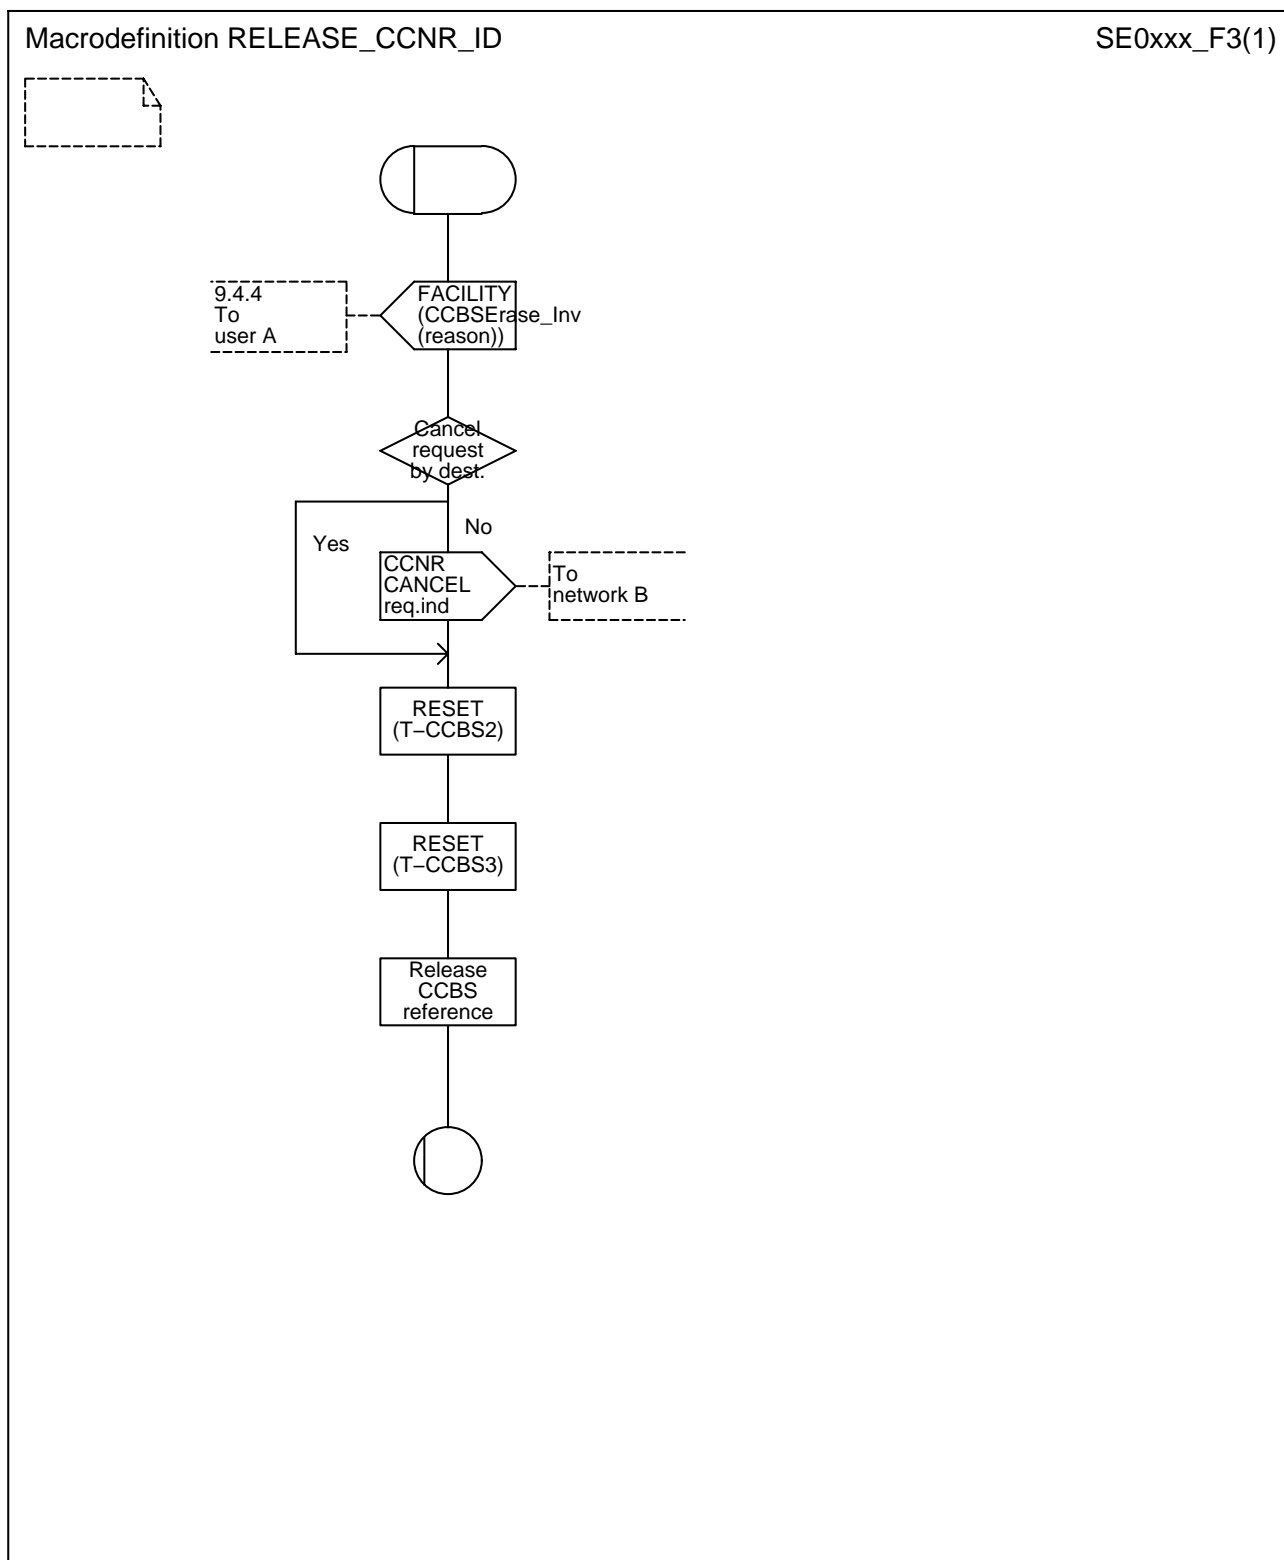 Macrodefinition RELEASE_CCNR_ID
SE0xxx_F3(1)
9.4.4
To
user A
FACILITY
(CCBSErase_Inv
(reason))
Cancel
request
by dest.
No
Yes
CCNR
CANCEL
req.ind
To
network B
RESET
(T−CCBS2)
RESET
(T−CCBS3)
Release
CCBS
reference